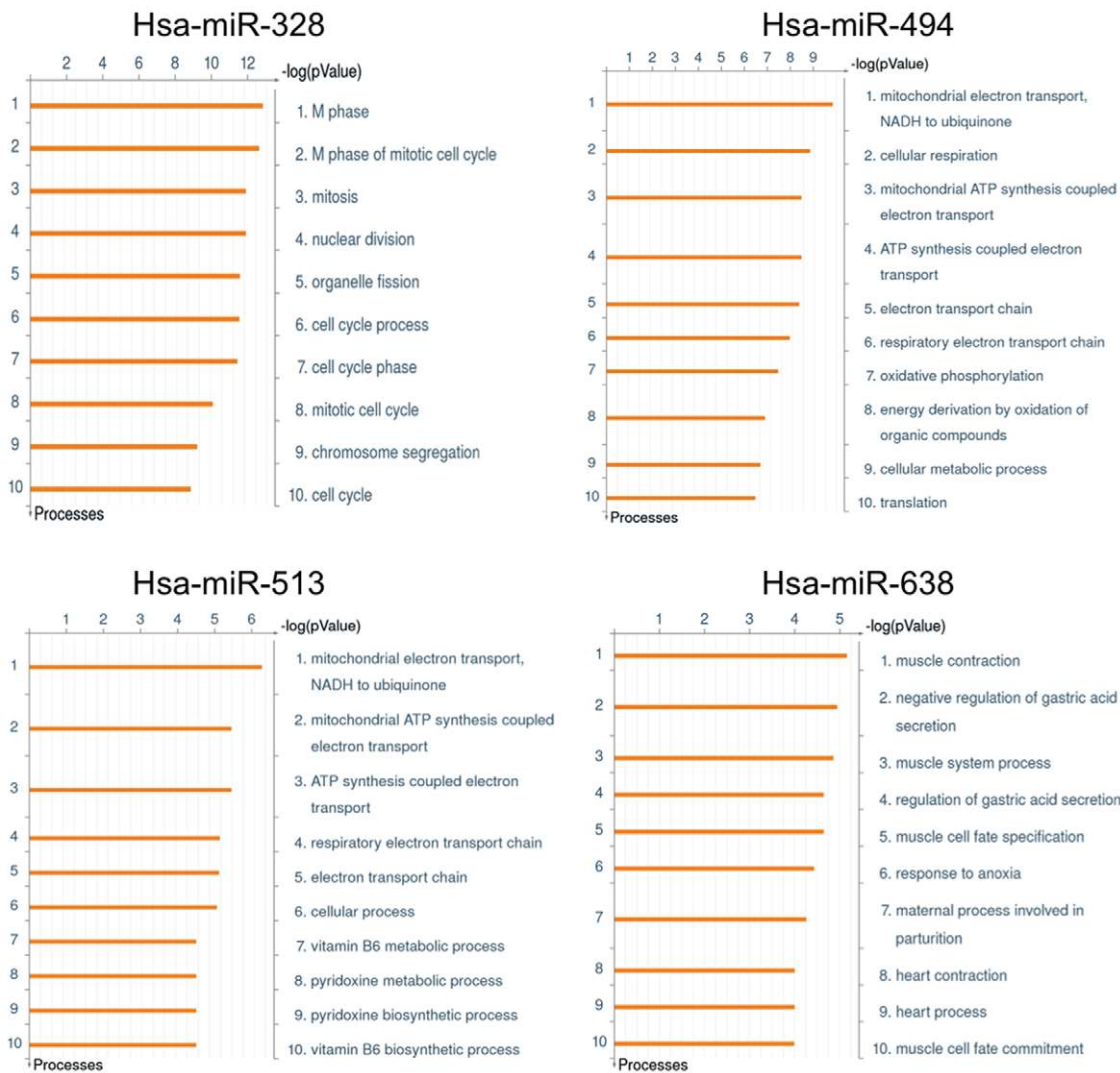 Hsa-miR-328
2 4 6 8 10 12
-log(pValue)
1
1. M phase
2
2. M phase of mitotic cell cycle
3
3. mitosis
4
4. nuclear division
5
5. organelle fission
6
6. cell cycle process
7
7. cell cycle phase
8
8. mitotic cell cycle
9
9. chromosome segregation
10
10. cell cycle
Processes
Hsa-miR-494
1 2 3 4 5 6 7 8 9
-log(pValue)
1
1. mitochondrial electron transport,
NADH to ubiquinone
2
2. cellular respiration
3
3. mitochondrial ATP synthesis coupled
electron transport
4
4. ATP synthesis coupled electron
transport
5
5. electron transport chain
6
6. respiratory electron transport chain
7
7. oxidative phosphorylation
8
8. energy derivation by oxidation of
organic compounds
9
9. cellular metabolic process
10
10. translation
Processes
Hsa-miR-513
1 2 3 4 5 6
-log(pValue)
1
1. mitochondrial electron transport,
NADH to ubiquinone
2
2. mitochondrial ATP synthesis coupled
electron transport
3
3. ATP synthesis coupled electron
transport
4
4. respiratory electron transport chain
5
5. electron transport chain
6
6. cellular process
7
7. vitamin B6 metabolic process
8
8. pyridoxine metabolic process
9
9. pyridoxine biosynthetic process
10
10. vitamin B6 biosynthetic process
Processes
Hsa-miR-638
1 2 3 4 5
-log(pValue)
1
1. muscle contraction
2
2. negative regulation of gastric acid
secretion
3
3. muscle system process
4
4. regulation of gastric acid secretion
5
5. muscle cell fate specification
6
6. response to anoxia
7
7. maternal process involved in
parturition
8
8. heart contraction
9
9. heart process
10
10. muscle cell fate commitment
Processes